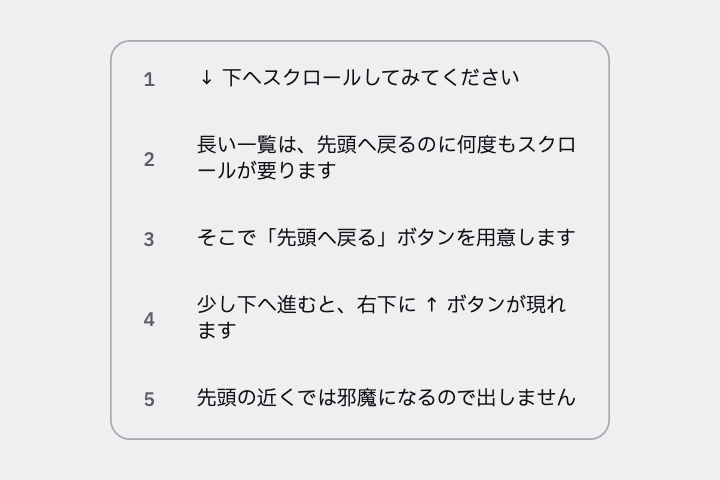 1 ↓ 下へスクロールしてみてください
2 長い一覧は、先頭へ戻るのに何度もスクロ
ールが要ります
3 そこで「先頭へ戻る」ボタンを用意します
4 少し下へ進むと、右下に ↑ ボタンが現れ
ます
5 先頭の近くでは邪魔になるので出しません